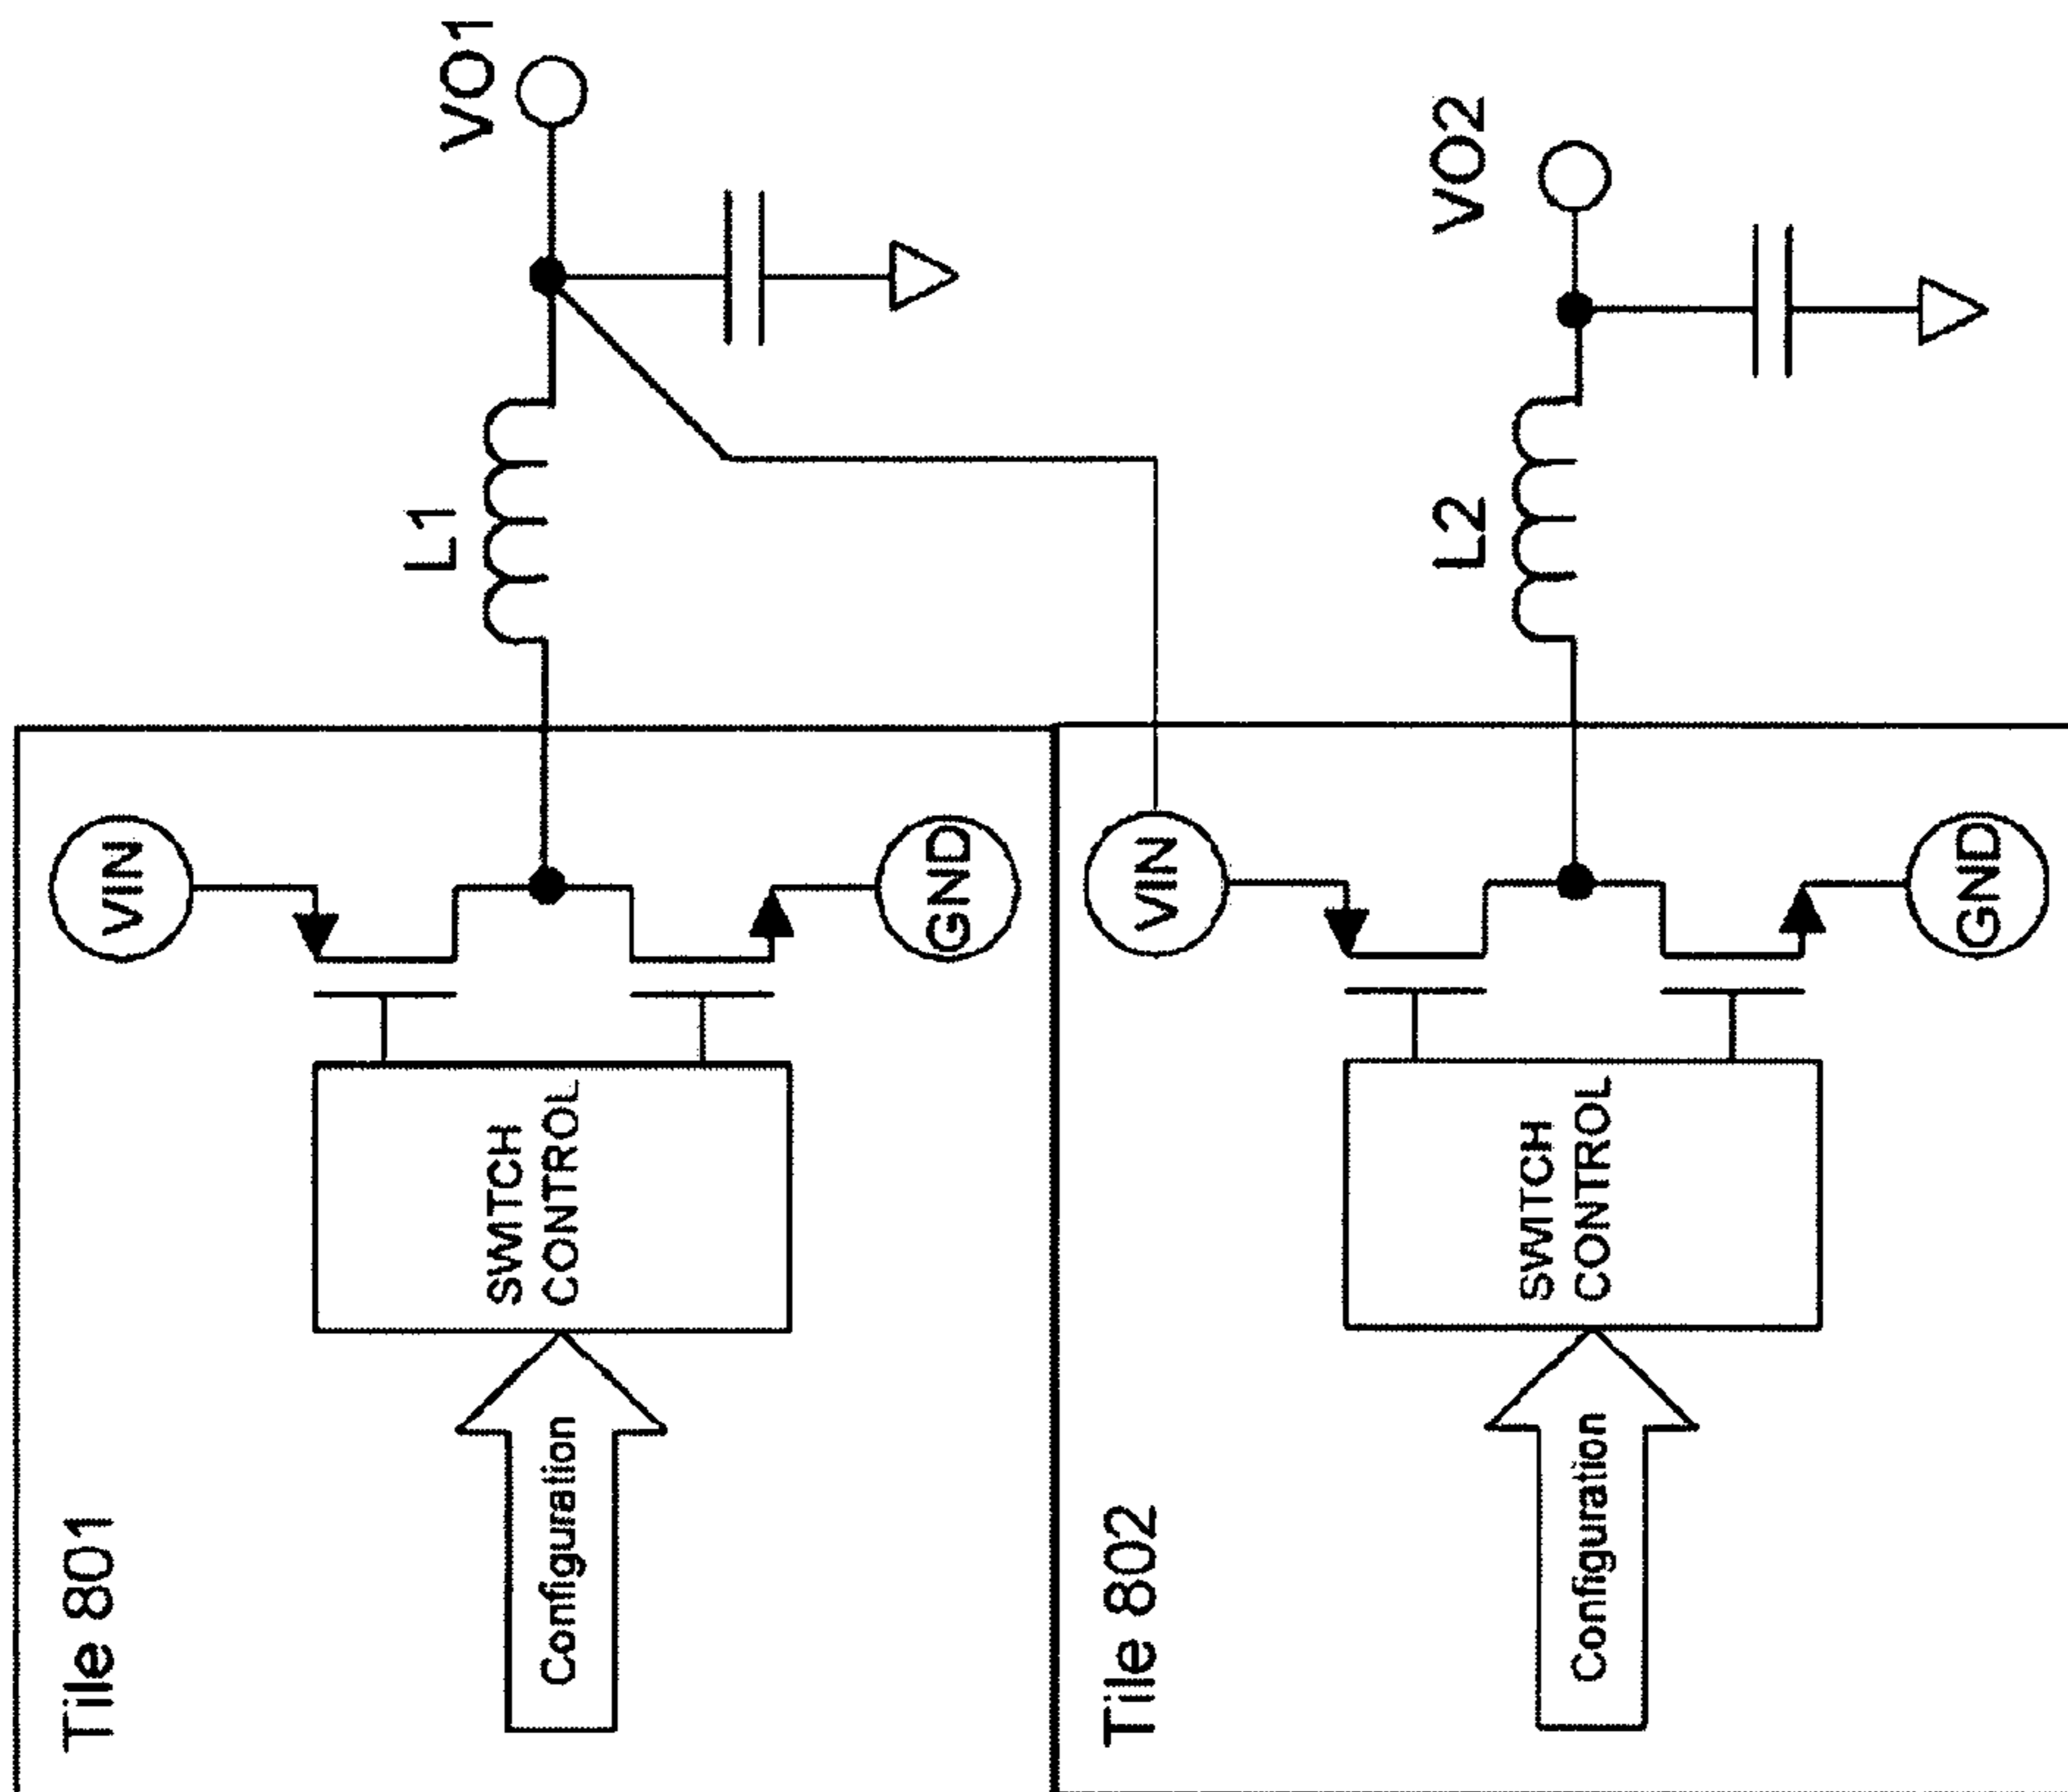 Tile 801
Configuration
SWITCH
CONTROL
VIN
GND
L1
VO1
Tile 802
Configuration
SWITCH
CONTROL
VIN
GND
L2
VO2